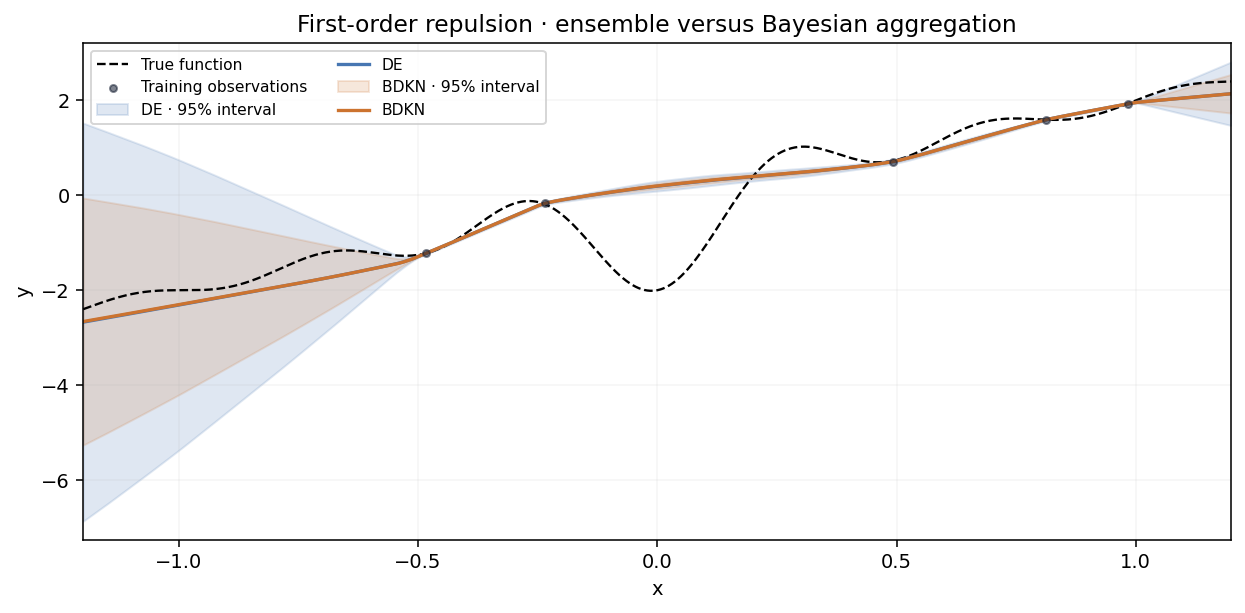 First-order repulsion · ensemble versus Bayesian aggregation
True function
Training observations
DE · 95% interval
DE
BDKN · 95% interval
BDKN
y
2
0
−2
−4
−6
−1.0
−0.5
0.0
0.5
1.0
x